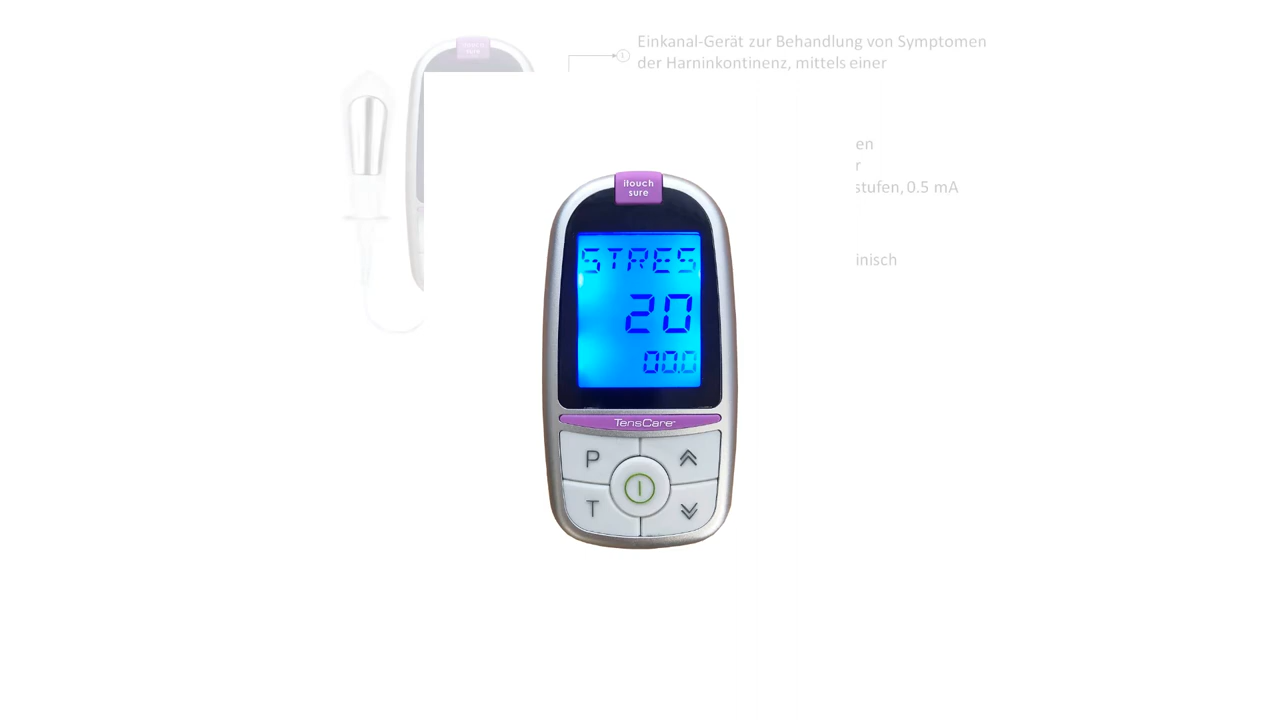 Einkanal-Gerät zur Behandlung von Symptomen
der Harninkontinenz, mittels einer
en
r
stufen, 0.5 mA
inisch
itouch
sure
STRES
20
00.0
TensCare
P
T